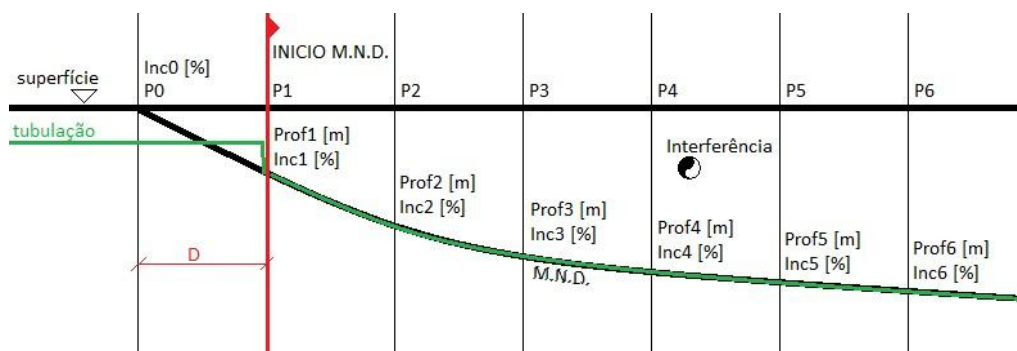 Inc0 [%]
INICIO M.N.D.
superfície
P0
P1
P2
P3
P4
P5
P6
tubulação
Prof1 [m]
Inc1 [%]
Interferência
Prof2 [m]
Inc2 [%]
Prof3 [m]
Inc3 [%]
Prof4 [m]
Inc4 [%]
Prof5 [m]
Inc5 [%]
Prof6 [m]
Inc6 [%]
D
M.N.D.